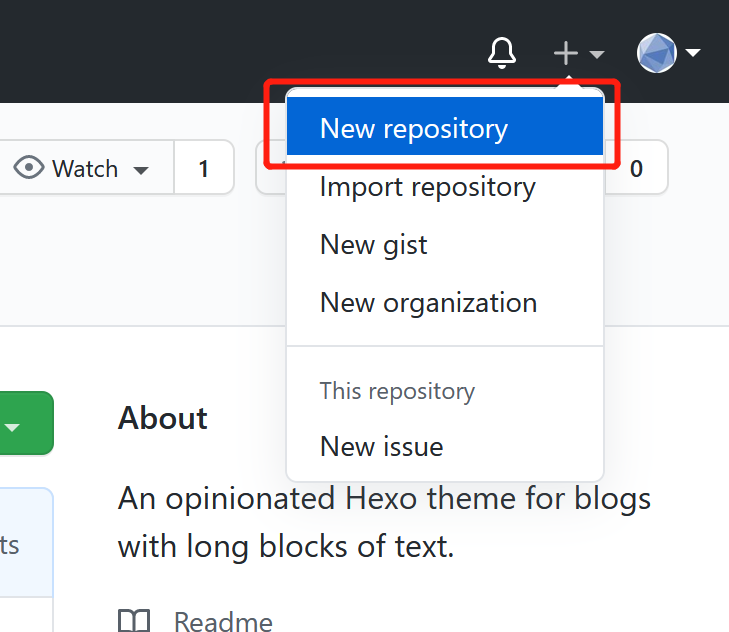 New repository
Watch 1
0
Import repository
New gist
New organization
This repository
New issue
About
An opinionated Hexo theme for blogs
with long blocks of text.
ts
Readme